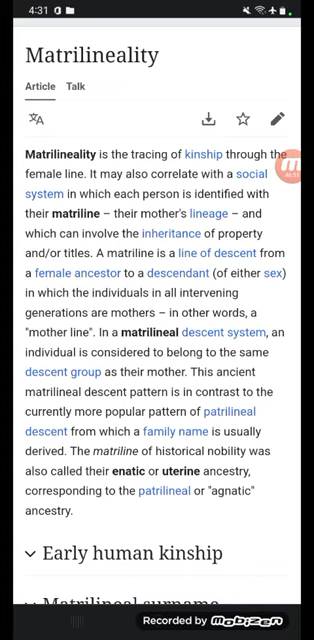 4:31
Matrilineality
Article Talk
Matrilineality is the tracing of kinship through the
female line. It may also correlate with a social
system in which each person is identified with
their matriline – their mother's lineage – and
which can involve the inheritance of property
and/or titles. A matriline is a line of descent from
a female ancestor to a descendant (of either sex)
in which the individuals in all intervening
generations are mothers – in other words, a
"mother line". In a matrilineal descent system, an
individual is considered to belong to the same
descent group as their mother. This ancient
matrilineal descent pattern is in contrast to the
currently more popular pattern of patrilineal
descent from which a family name is usually
derived. The matriline of historical nobility was
also called their enatic or uterine ancestry,
corresponding to the patrilineal or "agnatic"
ancestry.
Early human kinship
Matrilineal surname
Recorded by Mobizen